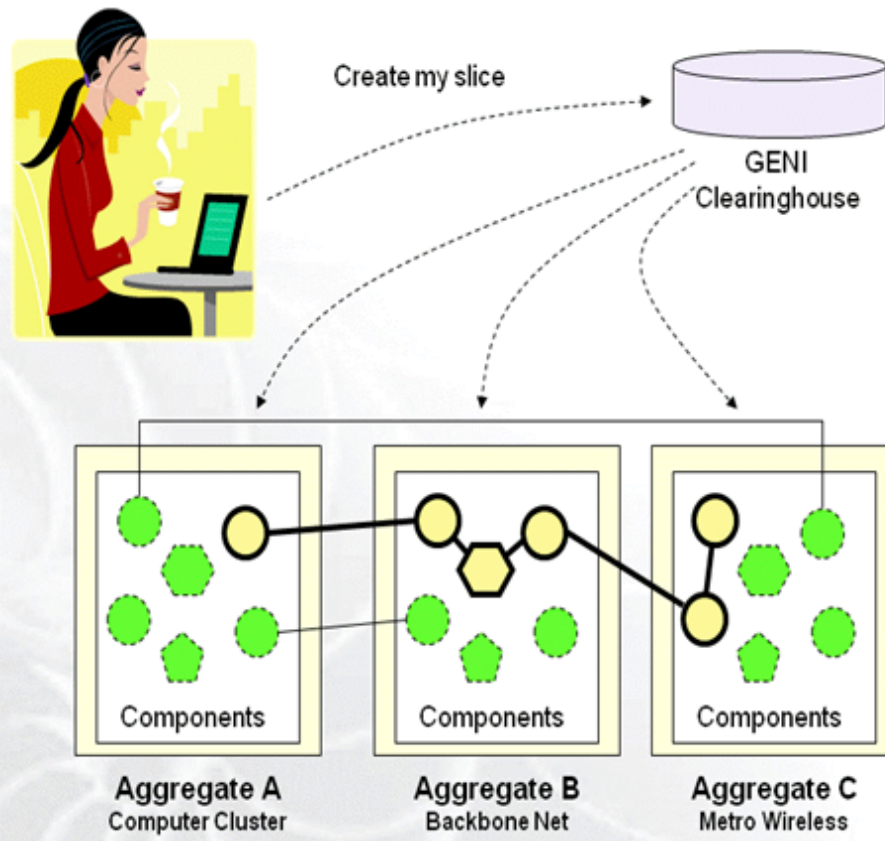 Create my slice
GENI
Clearinghouse
Components
Components
Components
Aggregate A
Computer Cluster
Aggregate B
Backbone Net
Aggregate C
Metro Wireless